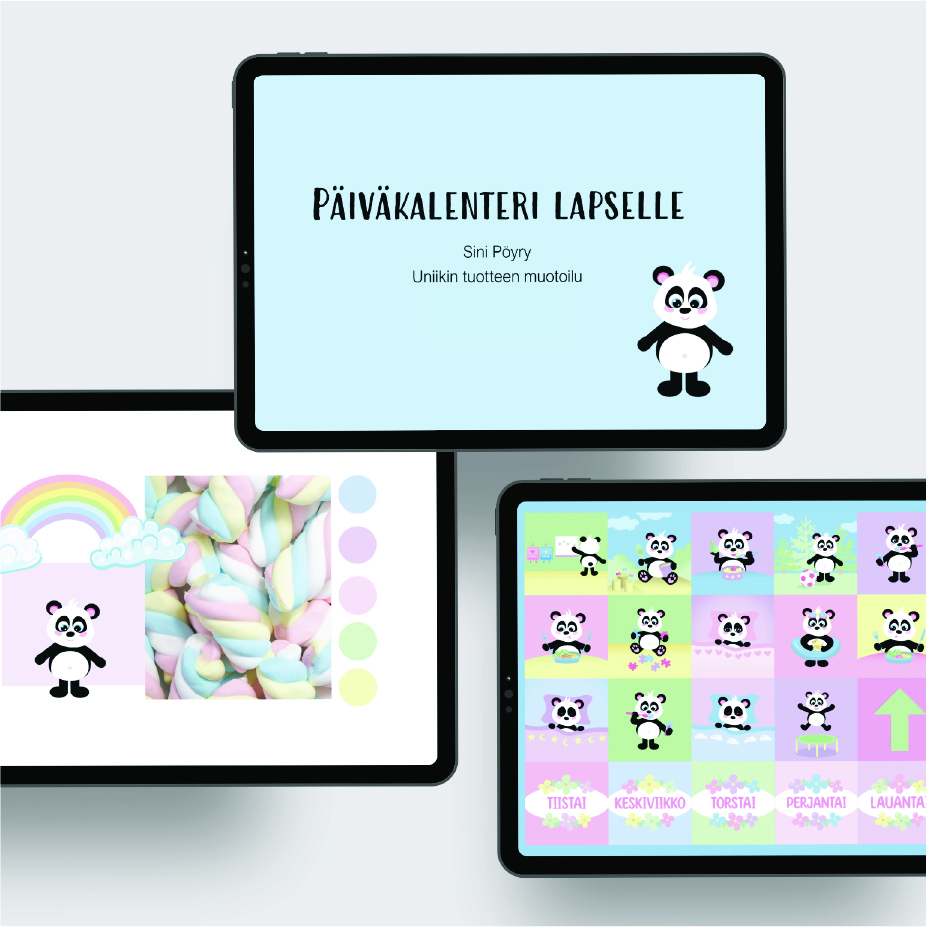 PÄIVÄKALENTERI LAPSELLE
Sini Pöyry
Uniikin tuotteen muotoilu
TIISTAI KESKIVIIKKO TORSTAI PERJANTAI LAUANTA